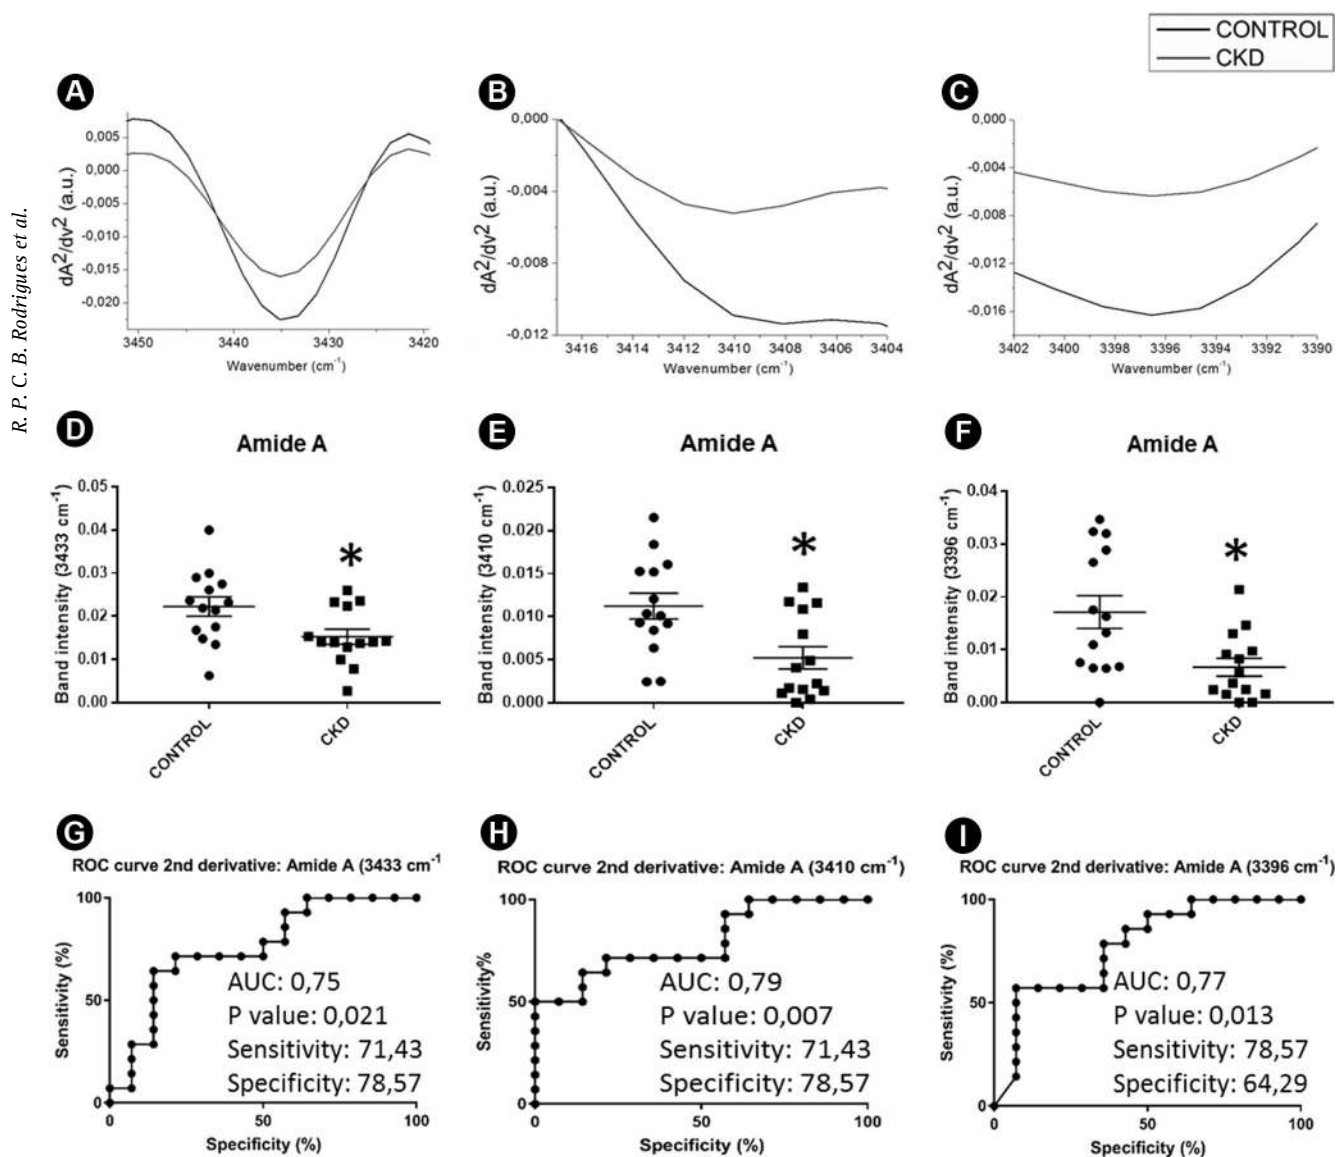 CONTROL
CKD
R. P. C. B. Rodrigues et al.
A
0,005
0,000
-0,005
-0,010
-0,015
-0,020
dA²/dv² (a.u.)
3450 3440 3430 3420
Wavenumber (cm⁻¹)
B
0,000
-0,004
-0,008
-0,012
dA²/dv² (a.u.)
3416 3414 3412 3410 3408 3406 3404
Wavenumber (cm⁻¹)
C
0,000
-0,004
-0,008
-0,012
-0,016
dA²/dv² (a.u.)
3402 3400 3398 3396 3394 3392 3390
Wavenumber (cm⁻¹)
D
Amide A
Band intensity (3433 cm⁻¹)
0.05
0.04
0.03
0.02
0.01
0.00
*
CONTROL
CKD
E
Amide A
Band intensity (3410 cm⁻¹)
0.025
0.020
0.015
0.010
0.005
0.000
*
CONTROL
CKD
F
Amide A
Band intensity (3396 cm⁻¹)
0.04
0.03
0.02
0.01
0.00
*
CONTROL
CKD
G
ROC curve 2nd derivative: Amide A (3433 cm⁻¹
Sensitivity (%)
100
50
0
AUC: 0,75
P value: 0,021
Sensitivity: 71,43
Specificity: 78,57
0 50 100
Specificity (%)
H
ROC curve 2nd derivative: Amide A (3410 cm⁻¹)
Sensitivity%
100
50
0
AUC: 0,79
P value: 0,007
Sensitivity: 71,43
Specificity: 78,57
0 50 100
Specificity (%)
I
ROC curve 2nd derivative: Amide A (3396 cm⁻¹)
Sensitivity (%)
100
50
0
AUC: 0,77
P value: 0,013
Sensitivity: 78,57
Specificity: 64,29
0 50 100
Specificity (%)